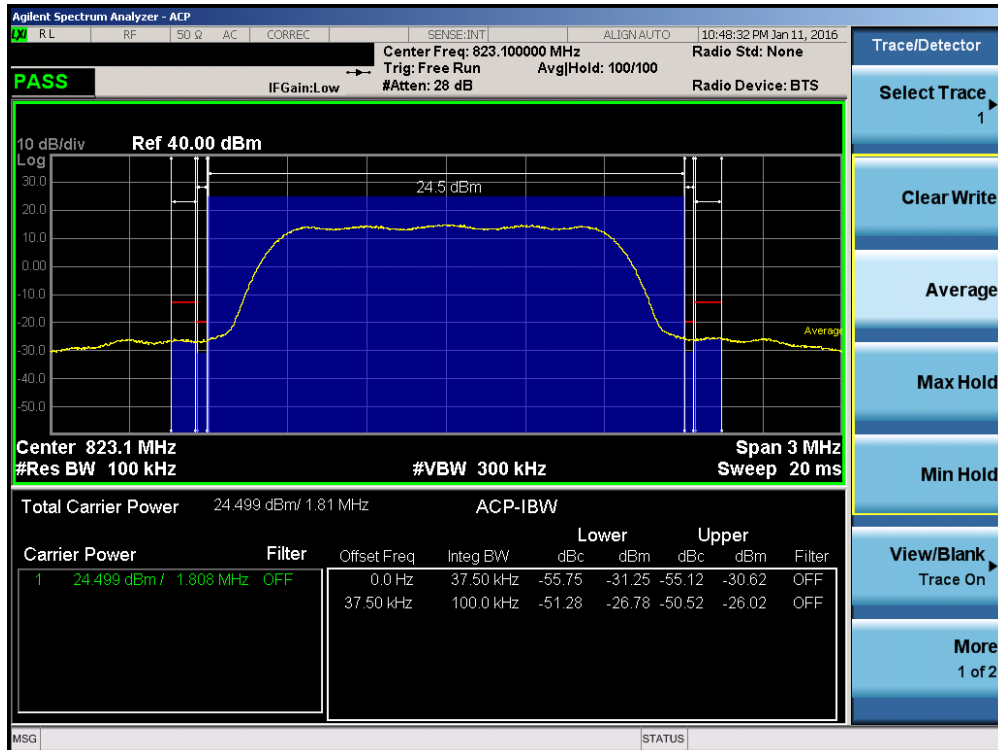 Agilent Spectrum Analyzer - ACP
LXI RL RF 50 Ω AC CORREC SENSE:INT ALIGN AUTO 10:48:32 PM Jan 11, 2016
Center Freq: 823.100000 MHz Radio Std: None
Trig: Free Run Avg|Hold: 100/100
PASS IFGain:Low #Atten: 28 dB Radio Device: BTS
10 dB/div Ref 40.00 dBm
Log
30.0
24.5 dBm
20.0
10.0
0.00
-10.0
-20.0
Average
-30.0
-40.0
-50.0
Center 823.1 MHz Span 3 MHz
#Res BW 100 kHz #VBW 300 kHz Sweep 20 ms
Total Carrier Power 24.499 dBm/ 1.81 MHz ACP-IBW
Lower Upper
Carrier Power Filter Offset Freq Integ BW dBc dBm dBc dBm Filter
1 24.499 dBm / 1.808 MHz OFF 0.0 Hz 37.50 kHz -55.75 -31.25 -55.12 -30.62 OFF
37.50 kHz 100.0 kHz -51.28 -26.78 -50.52 -26.02 OFF
MSG STATUS
Trace/Detector
Select Trace
1
Clear Write
Average
Max Hold
Min Hold
View/Blank
Trace On
More
1 of 2